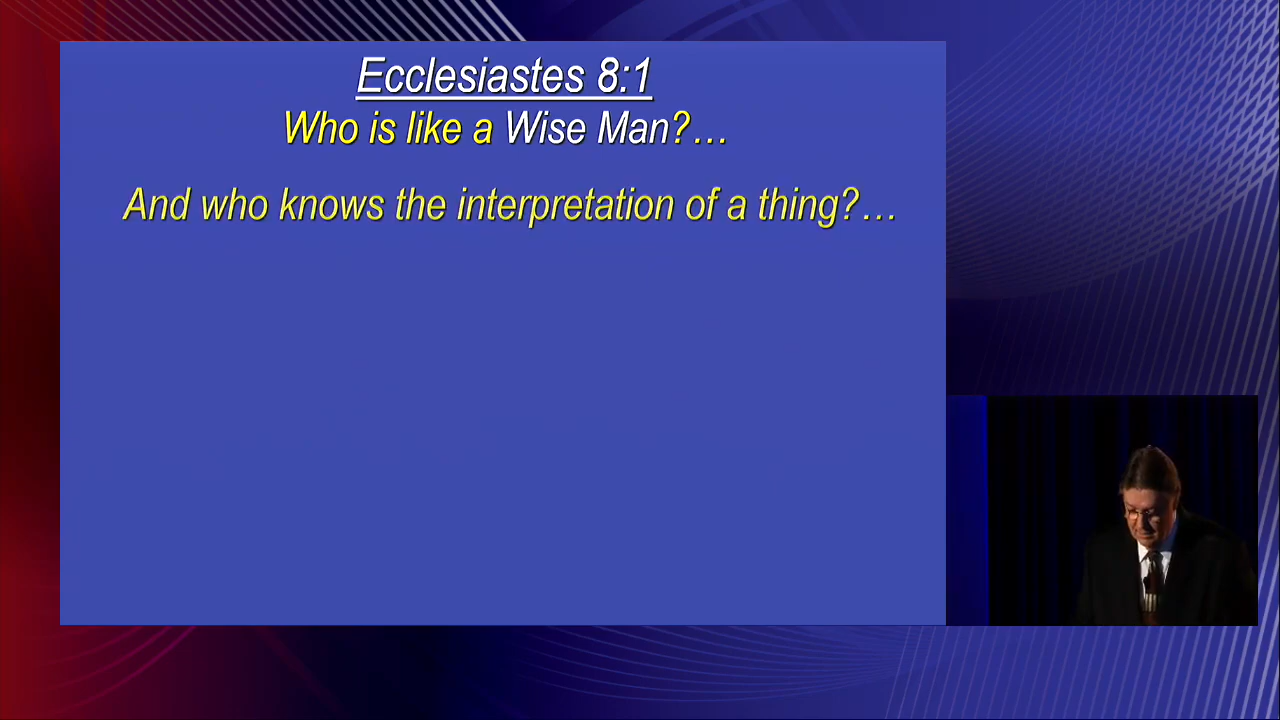 Ecclesiastes 8:1
Who is like a Wise Man?…
And who knows the interpretation of a thing?…